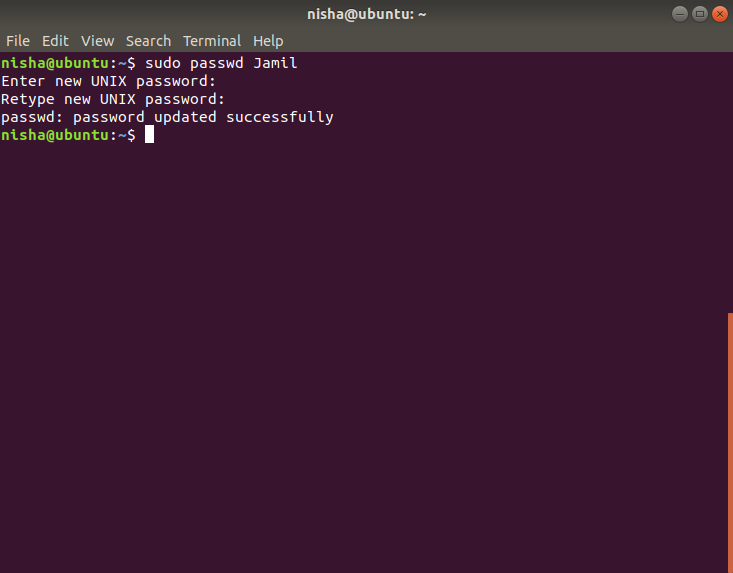 nisha@ubuntu: ~
File Edit View Search Terminal Help
nisha@ubuntu:~$ sudo passwd Jamil
Enter new UNIX password:
Retype new UNIX password:
passwd: password updated successfully
nisha@ubuntu:~$